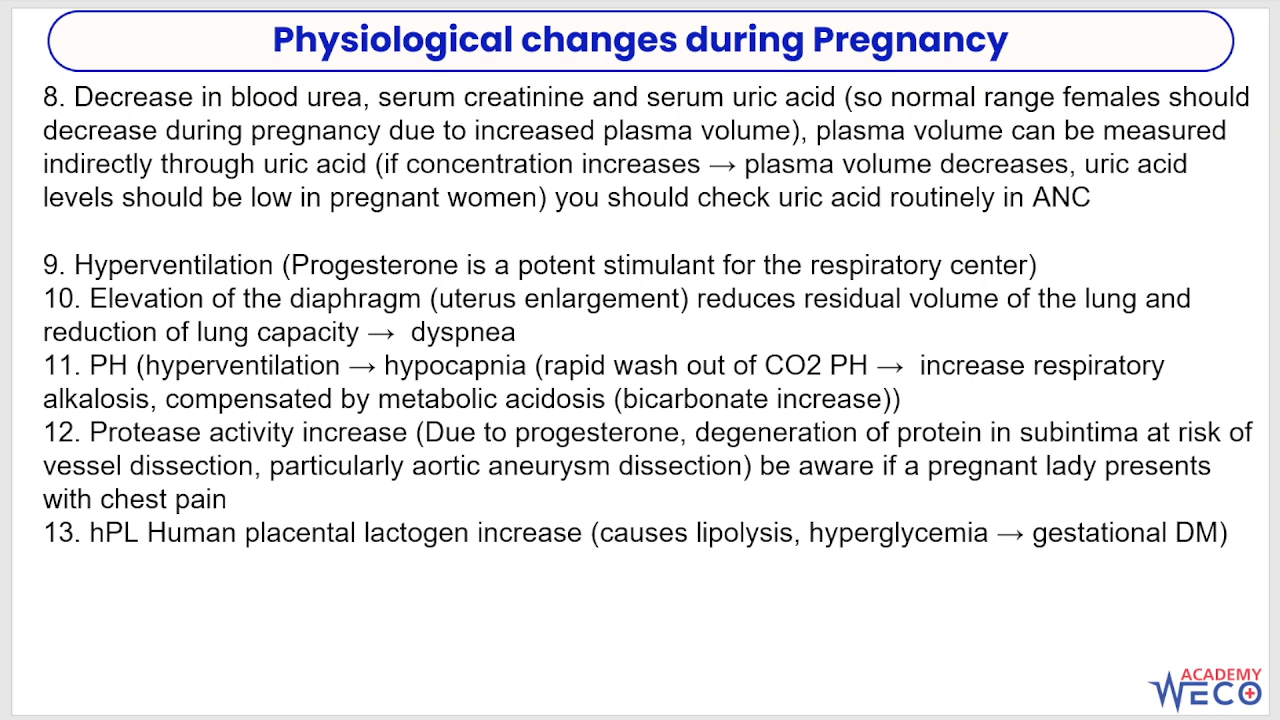 Physiological changes during Pregnancy
8. Decrease in blood urea, serum creatinine and serum uric acid (so normal range females should
decrease during pregnancy due to increased plasma volume), plasma volume can be measured
indirectly through uric acid (if concentration increases → plasma volume decreases, uric acid
levels should be low in pregnant women) you should check uric acid routinely in ANC
9. Hyperventilation (Progesterone is a potent stimulant for the respiratory center)
10. Elevation of the diaphragm (uterus enlargement) reduces residual volume of the lung and
reduction of lung capacity → dyspnea
11. PH (hyperventilation → hypocapnia (rapid wash out of CO2 PH → increase respiratory
alkalosis, compensated by metabolic acidosis (bicarbonate increase))
12. Protease activity increase (Due to progesterone, degeneration of protein in subintima at risk of
vessel dissection, particularly aortic aneurysm dissection) be aware if a pregnant lady presents
with chest pain
13. hPL Human placental lactogen increase (causes lipolysis, hyperglycemia → gestational DM)
ACADEMY
WECO